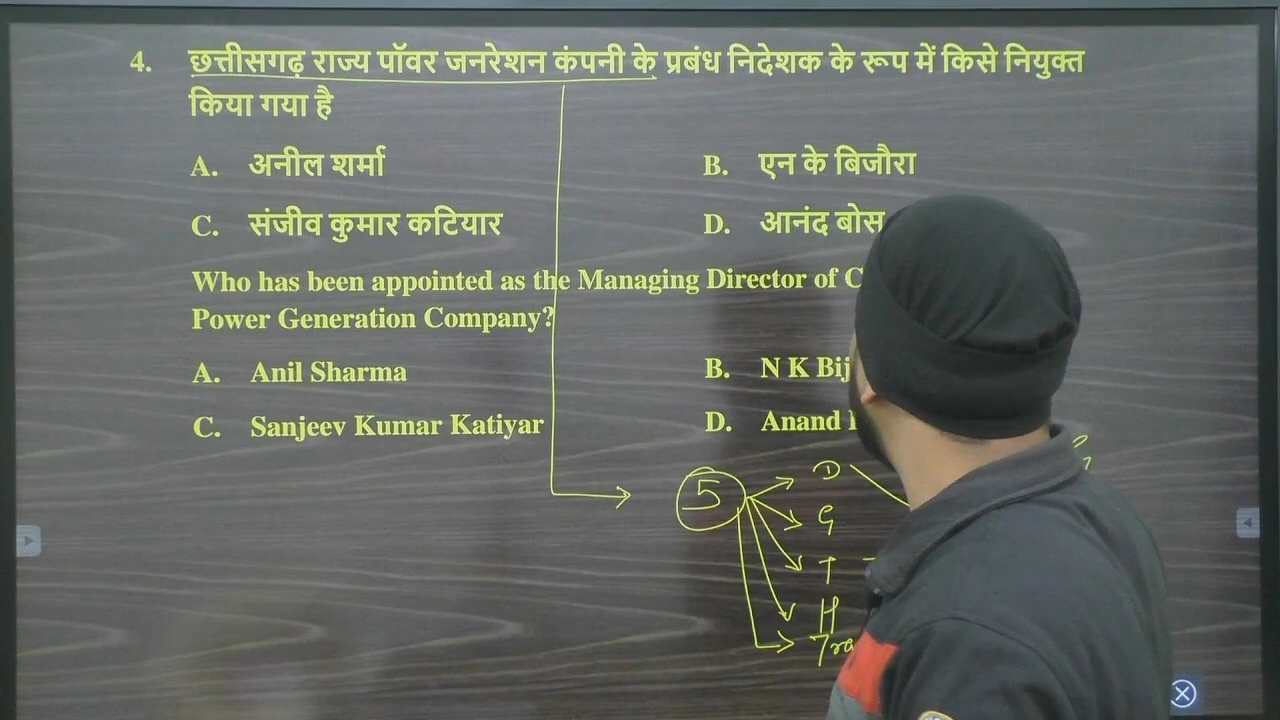 4. छत्तीसगढ़ राज्य पॉवर जनरेशन कंपनी के प्रबंध निदेशक के रूप में किसे नियुक्त
किया गया है
A. अनील शर्मा B. एन के बिजौरा
C. संजीव कुमार कटियार D. आनंद बोस
Who has been appointed as the Managing Director of
Power Generation Company?
A. Anil Sharma B. N K
C. Sanjeev Kumar Katiyar D. Anand
5 D
G
T
H
Tra